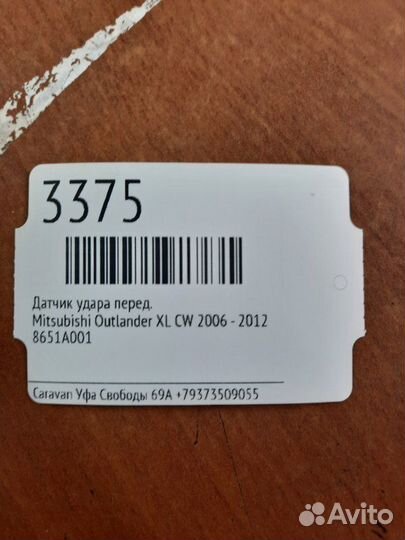 3375
Датчик удара перед.
Mitsubishi Outlander XL CW 2006 - 2012
8651A001
Caravan Уфа Свободы 69А +79373509055
Avito